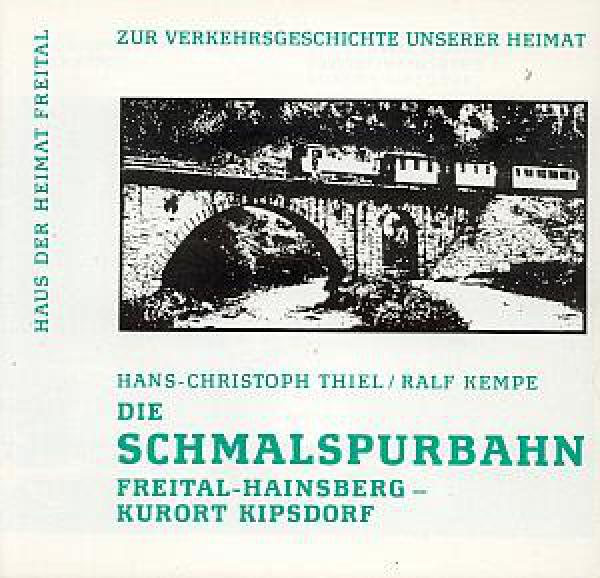 ZUR VERKEHRSGESCHICHTE UNSERER HEIMAT
HAUS DER HEIMAT FREITAL
HANS-CHRISTOPH THIEL / RALF KEMPE
DIE
SCHMALSPURBAHN
FREITAL-HAINSBERG –
KURORT KIPSDORF